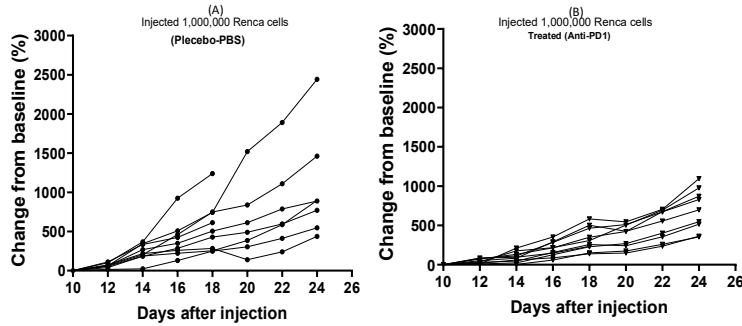 (A)
Injected 1,000,000 Renca cells
(Plecebo-PBS)
Change from baseline (%)
3000
2500
2000
1500
1000
500
0
10 12 14 16 18 20 22 24 26
Days after injection
(B)
Injected 1,000,000 Renca cells
Treated (Anti-PD1)
Change from baseline (%)
3000
2500
2000
1500
1000
500
0
10 12 14 16 18 20 22 24 26
Days after injection